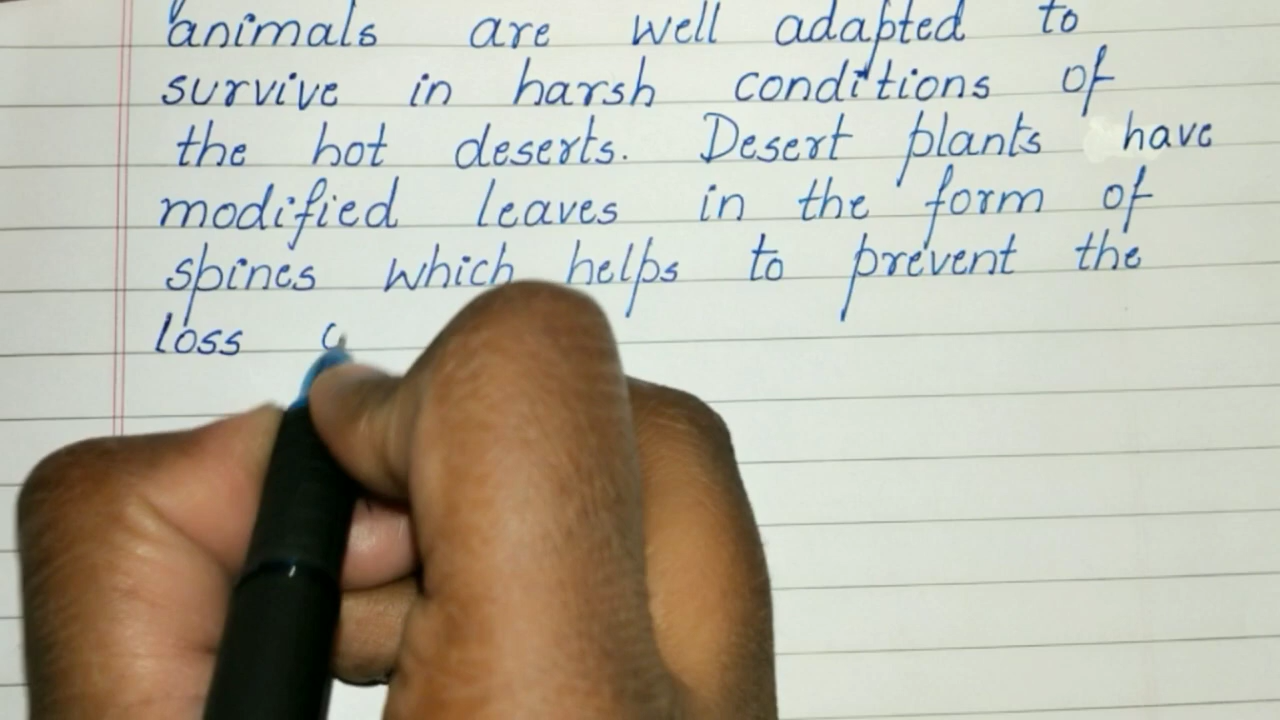 animals are well adapted to
survive in harsh conditions of
the hot deserts. Desert plants have
modified leaves in the form of
spines which helps to prevent the
loss